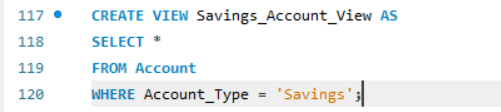 117 CREATE VIEW Savings_Account_View AS
118 SELECT *
119 FROM Account
120 WHERE Account_Type = 'Savings';